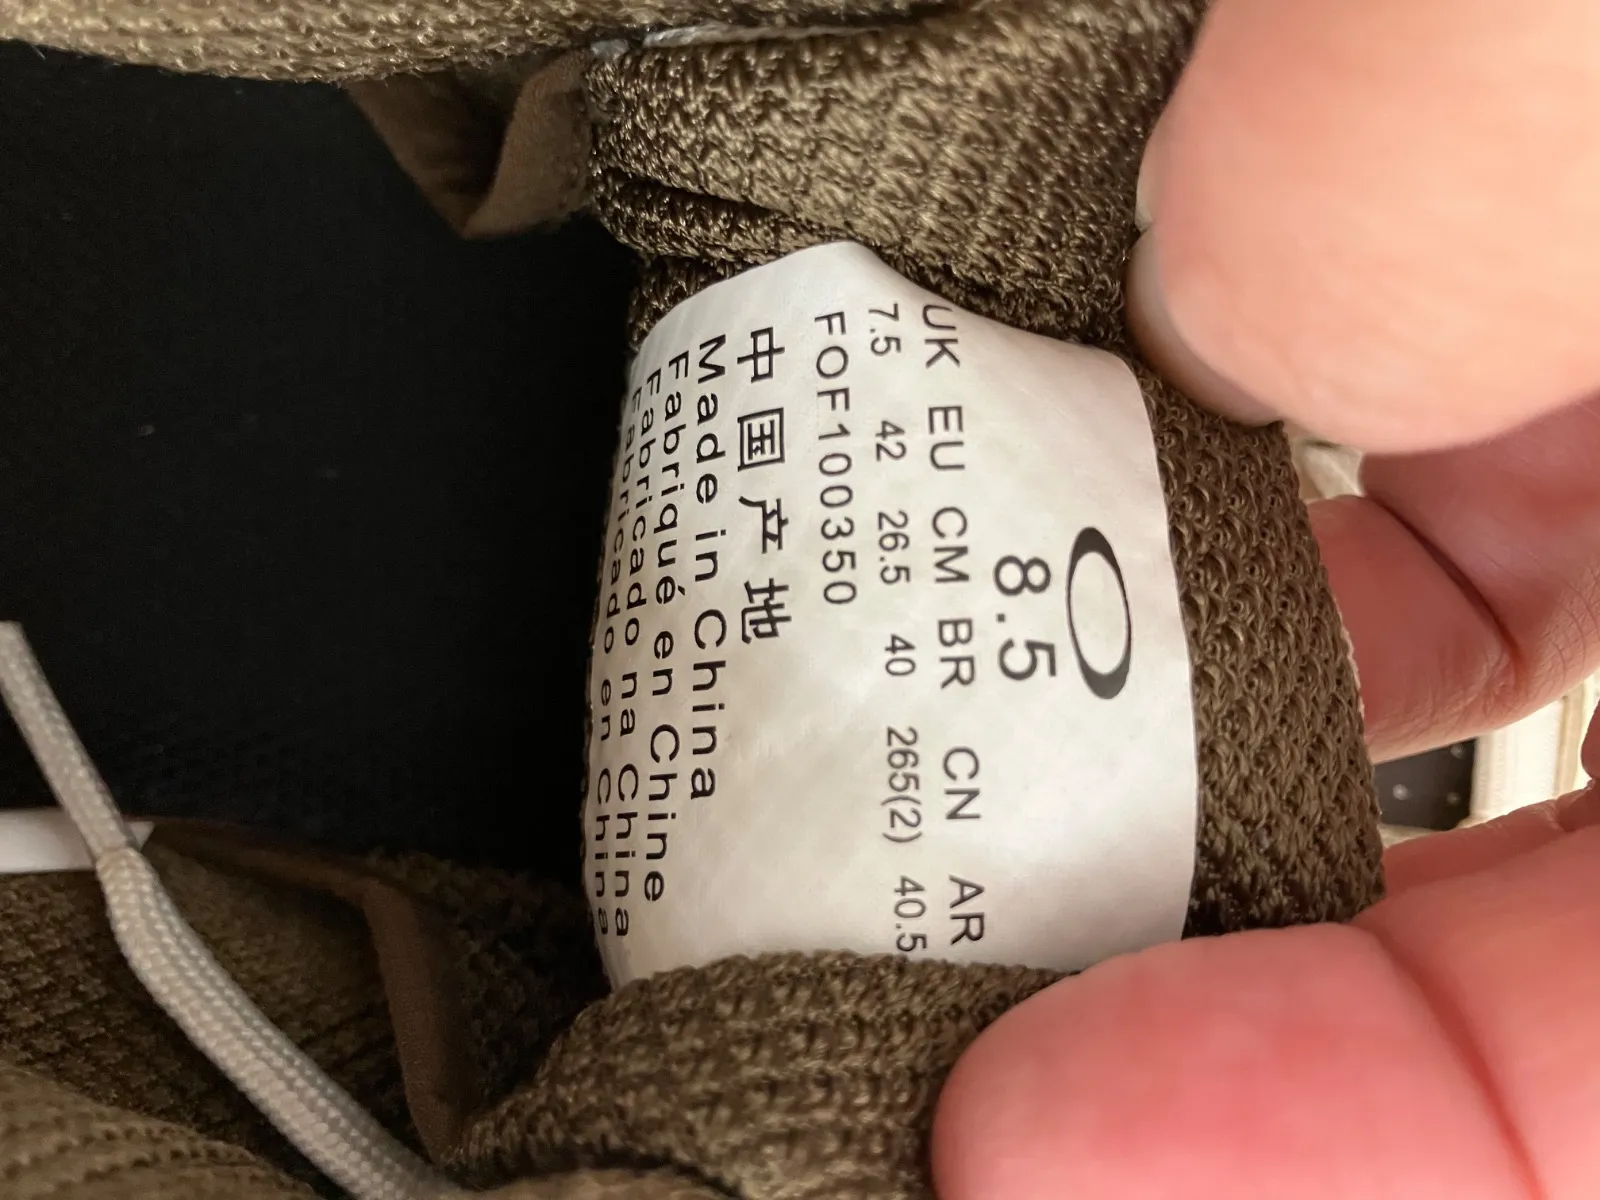 8.5
UK EU CM BR CN AR
7.5 42 26.5 40 265(2) 40.5
FOF100350
中国产地
Made in China
Fabriqué en Chine
Fabricado na China
Fabricado en China